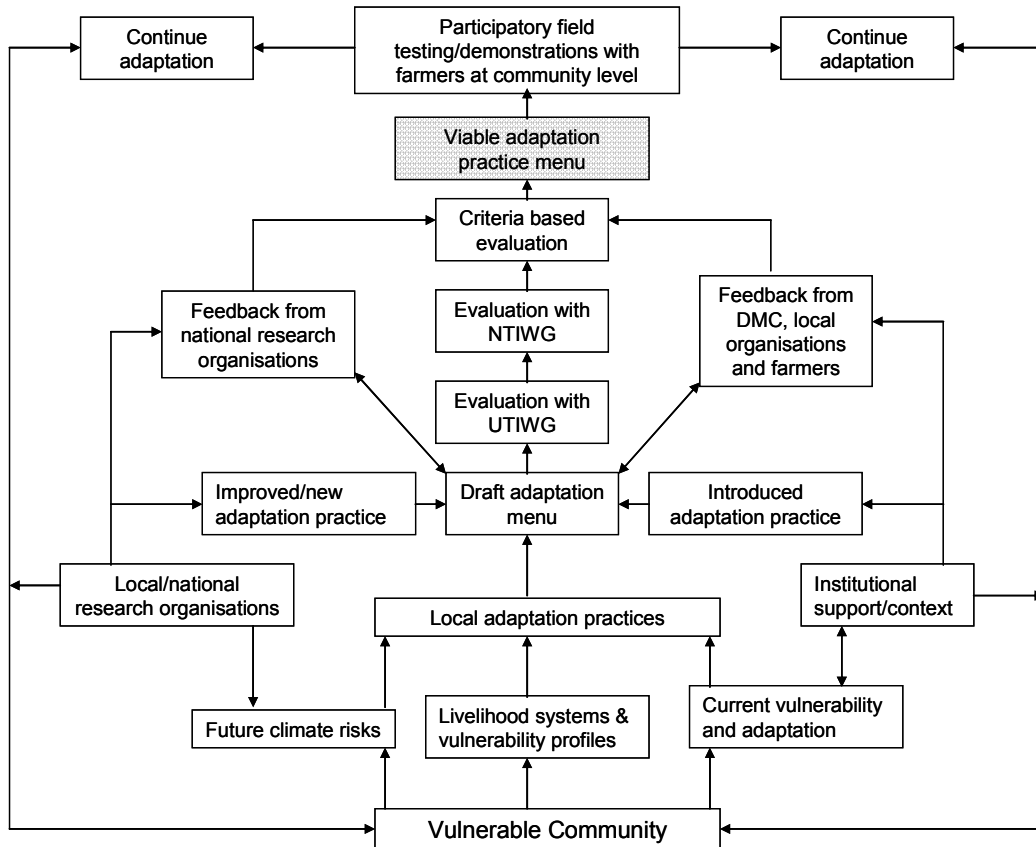 Continue
adaptation
Participatory field
testing/demonstrations with
farmers at community level
Continue
adaptation
Viable adaptation
practice menu
Criteria based
evaluation
Feedback from
national research
organisations
Evaluation with
NTIWG
Feedback from
DMC, local
organisations
and farmers
Evaluation with
UTIWG
Improved/new
adaptation practice
Draft adaptation
menu
Introduced
adaptation practice
Local/national
research organisations
Institutional
support/context
Local adaptation practices
Future climate risks
Livelihood systems &
vulnerability profiles
Current vulnerability
and adaptation
Vulnerable Community